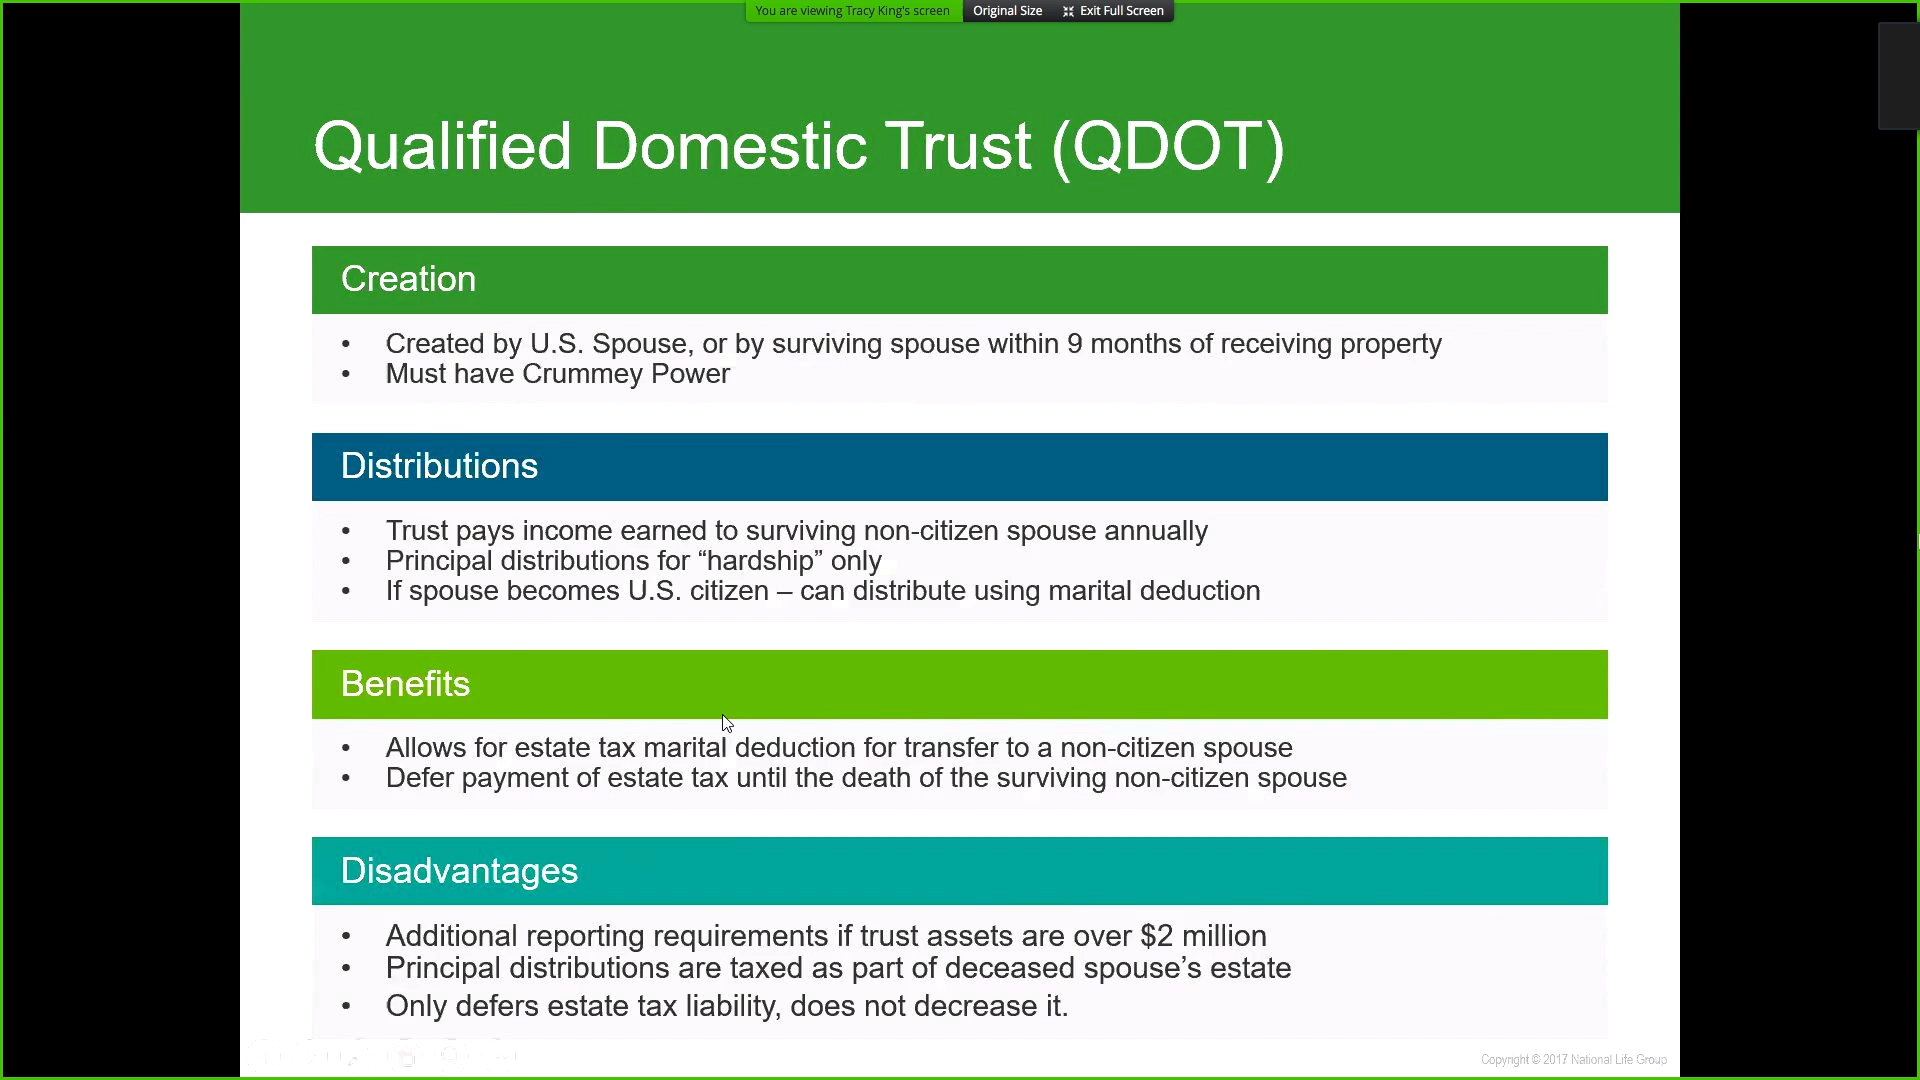 You are viewing Tracy King's screen Original Size Exit Full Screen
Qualified Domestic Trust (QDOT)
Creation
• Created by U.S. Spouse, or by surviving spouse within 9 months of receiving property
• Must have Crummey Power
Distributions
• Trust pays income earned to surviving non-citizen spouse annually
• Principal distributions for “hardship” only
• If spouse becomes U.S. citizen – can distribute using marital deduction
Benefits
• Allows for estate tax marital deduction for transfer to a non-citizen spouse
• Defer payment of estate tax until the death of the surviving non-citizen spouse
Disadvantages
• Additional reporting requirements if trust assets are over $2 million
• Principal distributions are taxed as part of deceased spouse’s estate
• Only defers estate tax liability, does not decrease it.
Copyright © 2017 National Life Group